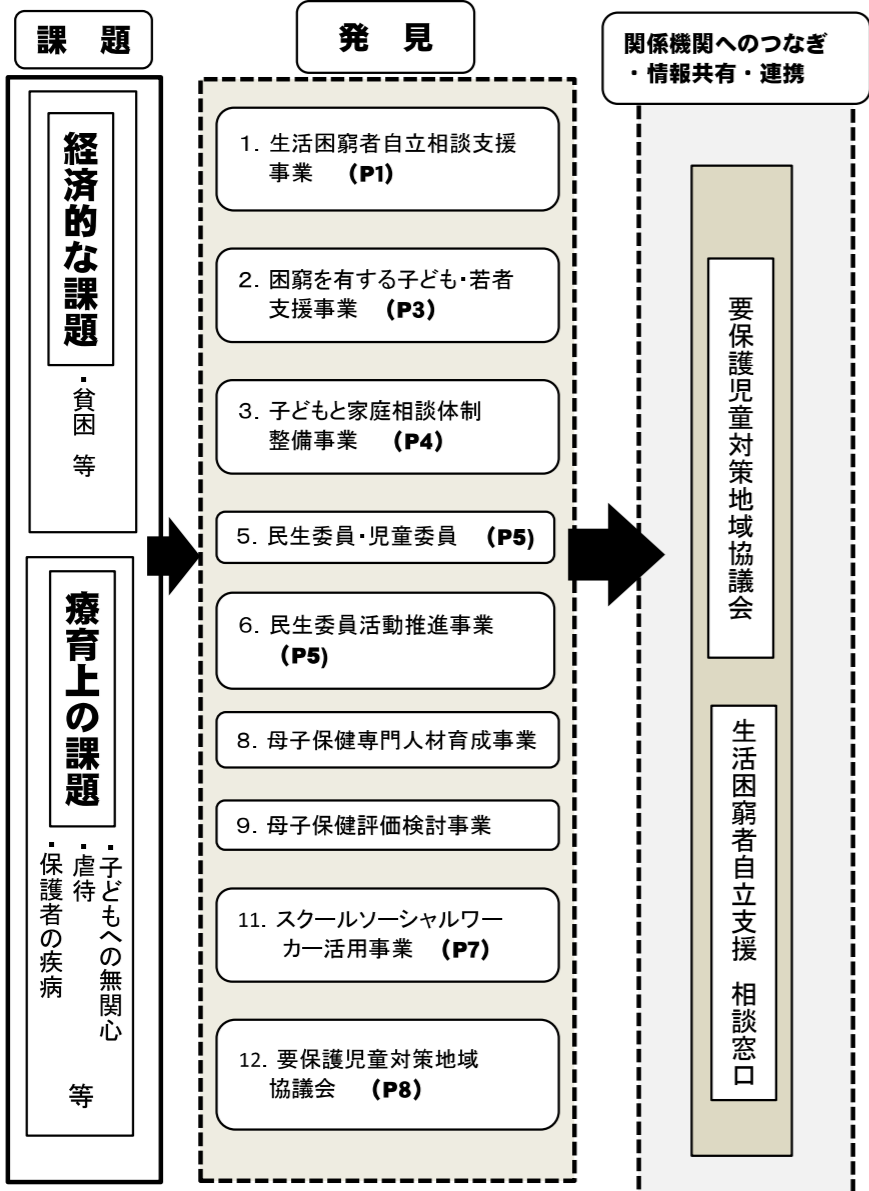 課 題
経済的な課題
・貧困 等
療育上の課題
・子どもへの無関心
・虐待
・保護者の疾病
等
発 見
1．生活困窮者自立相談支援
事業 (P1)
2．困窮を有する子ども・若者
支援事業 (P3)
3．子どもと家庭相談体制
整備事業 (P4)
5．民生委員・児童委員 (P5)
6．民生委員活動推進事業
(P5)
8．母子保健専門人材育成事業
9．母子保健評価検討事業
11．スクールソーシャルワー
カー活用事業 (P7)
12．要保護児童対策地域
協議会 (P8)
関係機関へのつなぎ
・情報共有・連携
要保護児童対策地域協議会
生活困窮者自立支援 相談窓口